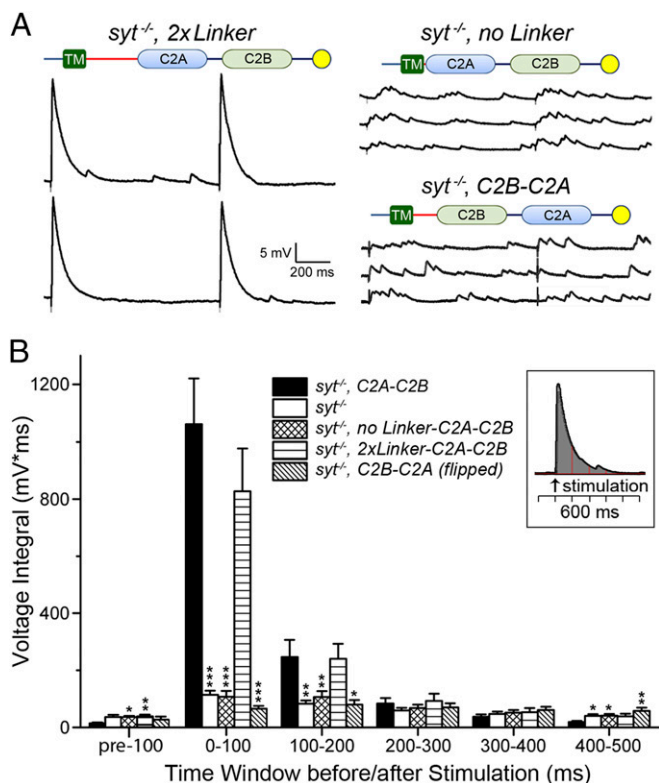 A
syt-/-, 2xLinker
TM C2A C2B
5 mV
200 ms
syt-/-, no Linker
TM C2A C2B
syt-/-, C2B-C2A
TM C2B C2A
B
Voltage Integral (mV*ms)
1200
800
400
0
syt-/-, C2A-C2B
syt-/-
syt-/-, no Linker-C2A-C2B
syt-/-, 2xLinker-C2A-C2B
syt-/-, C2B-C2A (flipped)
↑stimulation
600 ms
* ** *** *** *** ** ** * * * **
pre-100 0-100 100-200 200-300 300-400 400-500
Time Window before/after Stimulation (ms)